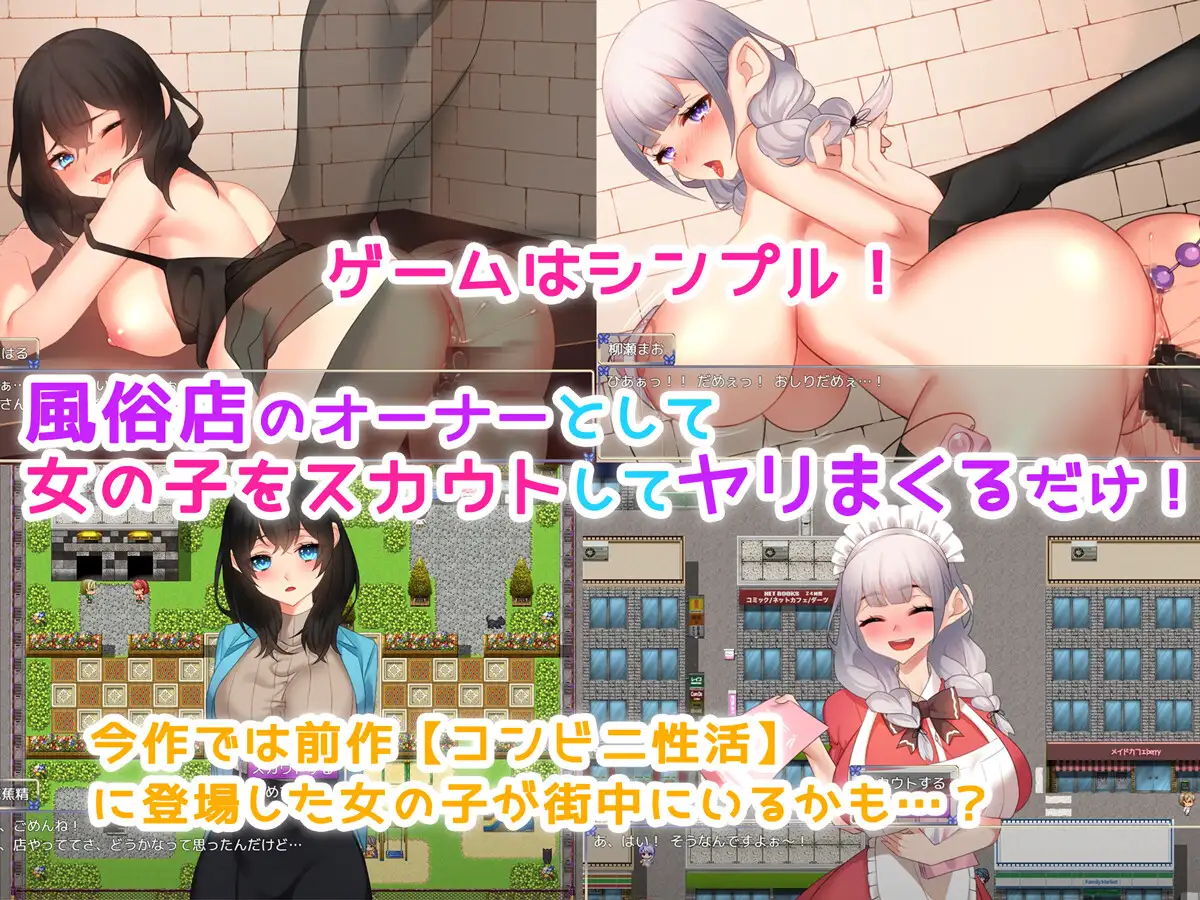 ゲームはシンプル！
はる
柳瀬まお
ひあぁっ！！ だめぇっ！ おしりだめぇ…！
風俗店のオーナーとして
女の子をスカウトしてヤリまくるだけ！
NET BOOKS 24時間
コミック/ネットカフェ/ダーツ
メイドカフェberry
今作では前作【コンビニ性活】
に登場した女の子が街中にいるかも…？
、ごめんね！
、店やっててさ、どうかなって思ったんだけど…
あ、はい！ そうなんですよぉ～！
FamilyMarket